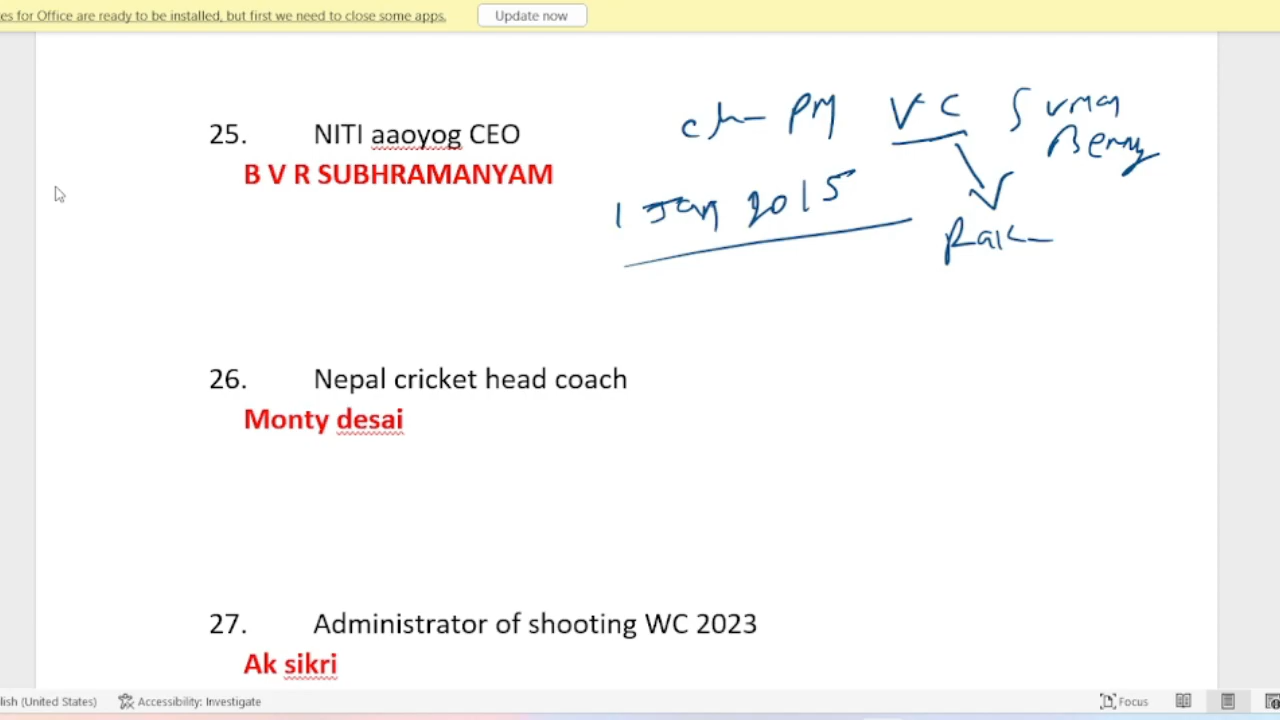 es for Office are ready to be installed, but first we need to close some apps. Update now
25. NITI aaoyog CEO
B V R SUBHRAMANYAM
ch- PM VC Suman
Berry
1 Jan 2015
26. Nepal cricket head coach
Monty desai
27. Administrator of shooting WC 2023
Ak sikri
lish (United States) Accessibility: Investigate Focus